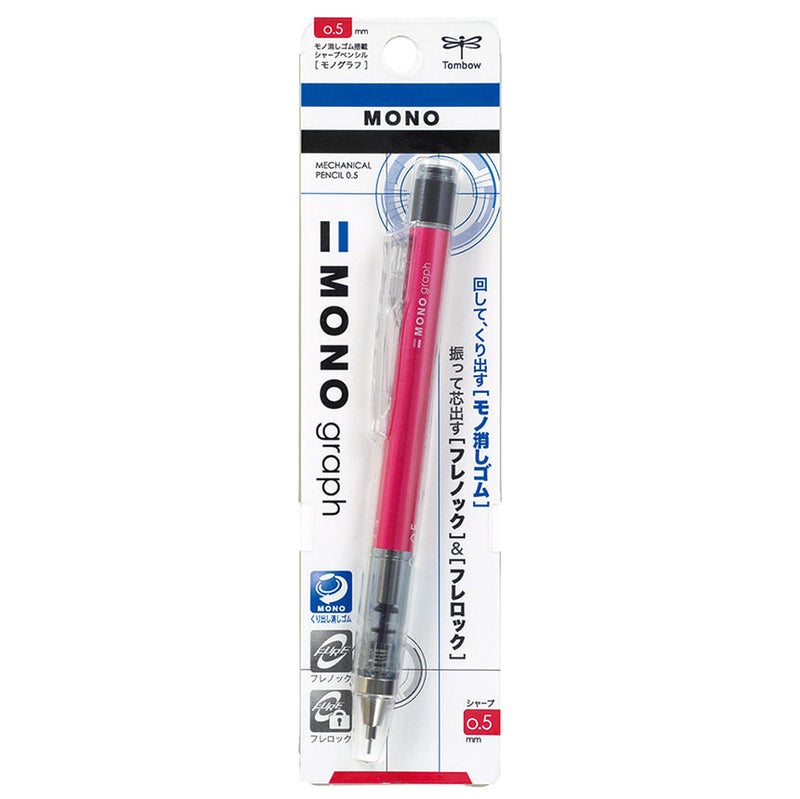 0.5 mm
モノ消しゴム搭載
シャープペンシル
[ モノグラフ ]
Tombow
MONO
MECHANICAL
PENCIL 0.5
MONO graph
MONO graph
回して、くり出す[モノ消しゴム]
振って芯出す[フレノック]&[フレロック]
0.5
MONO
くり出し消しゴム
FURE
フレノック
FURE
フレロック
シャープ
0.5
mm